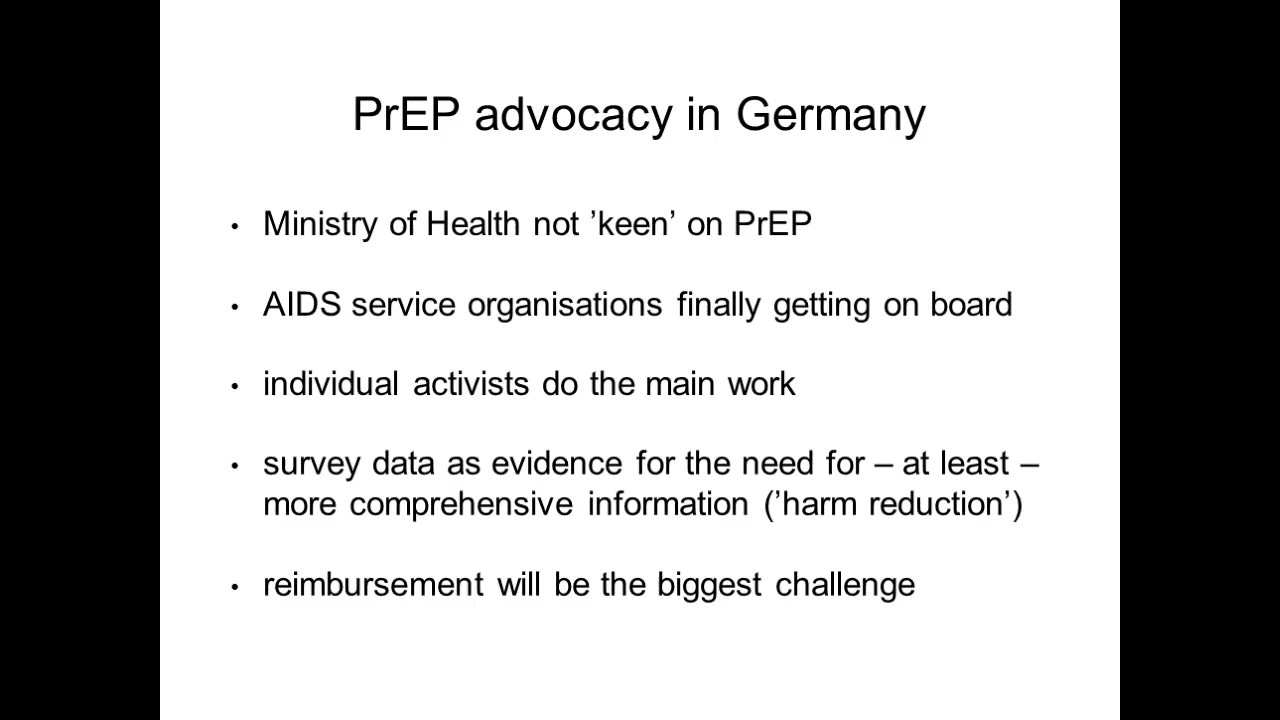 PrEP advocacy in Germany
• Ministry of Health not ’keen’ on PrEP
• AIDS service organisations finally getting on board
• individual activists do the main work
• survey data as evidence for the need for – at least –
more comprehensive information (’harm reduction’)
• reimbursement will be the biggest challenge